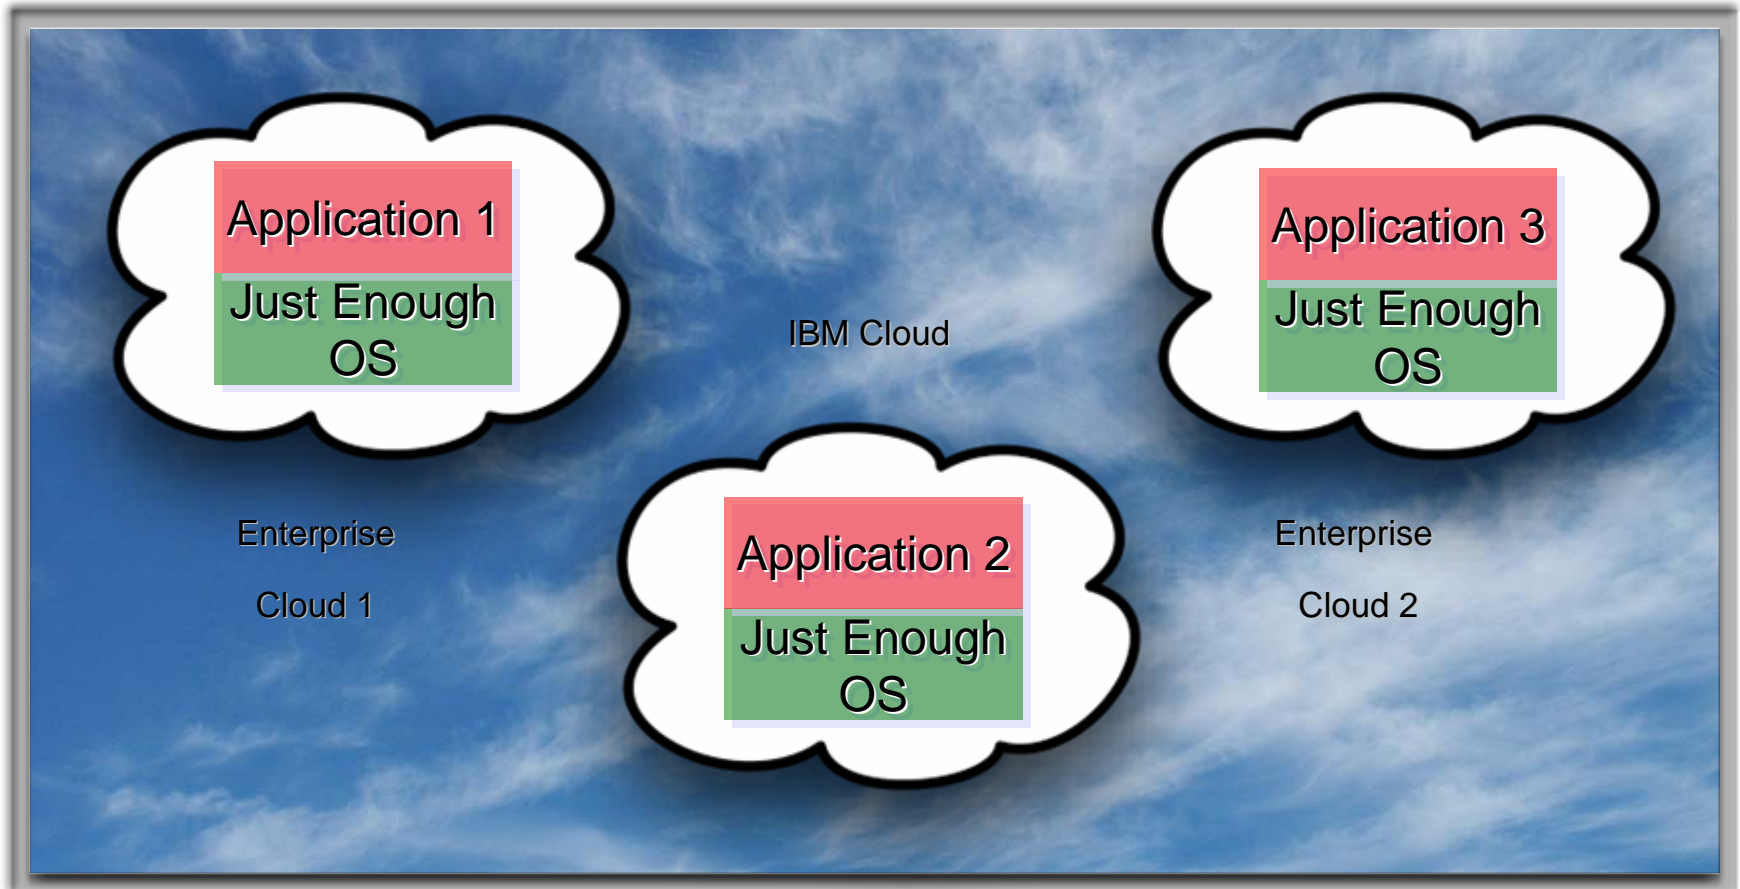 Application 1
Just Enough
OS
Enterprise
Cloud 1
IBM Cloud
Application 2
Just Enough
OS
Application 3
Just Enough
OS
Enterprise
Cloud 2